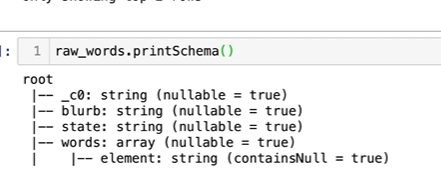 1 raw_words.printSchema()
root
|-- _c0: string (nullable = true)
|-- blurb: string (nullable = true)
|-- state: string (nullable = true)
|-- words: array (nullable = true)
| |-- element: string (containsNull = true)